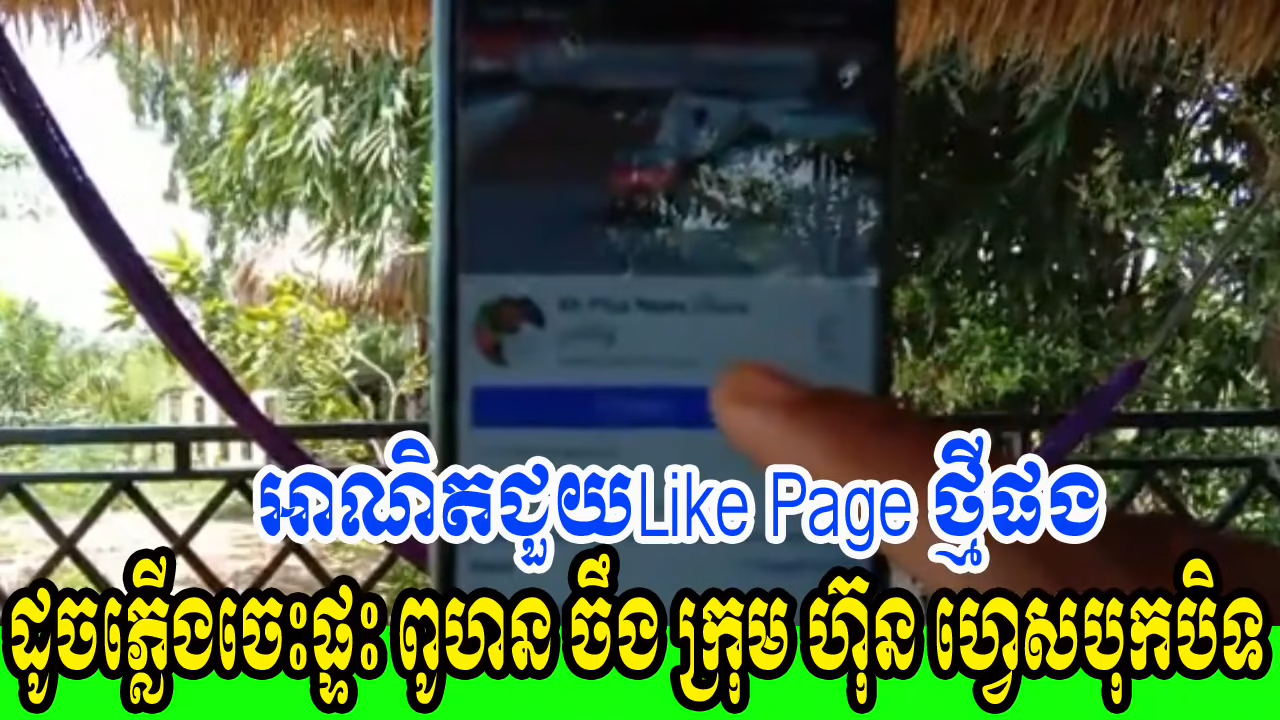 អាណិតជួយLike Page ថ្មីផង
ដូចភ្លើងចេះផ្ទះ ពូហាន ចឹង ក្រុម ហ៊ុន ហ្វេសបុកបិទ